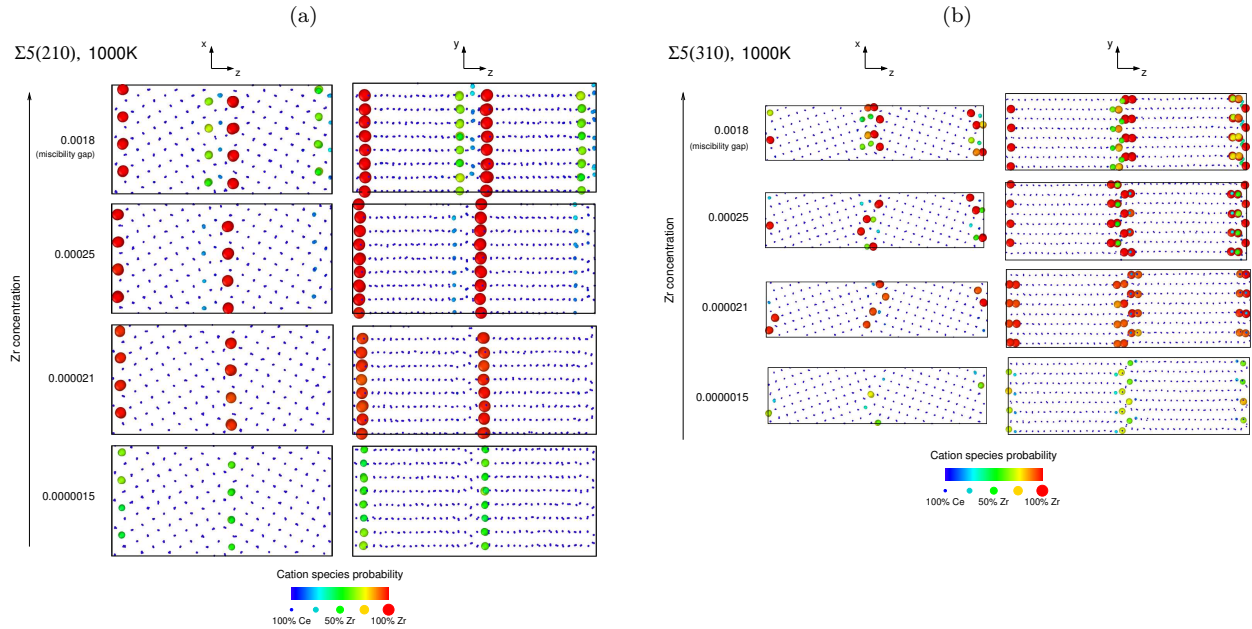 (a)
Σ5(210), 1000K
x
z
y
z
Zr concentration
0.0018
(miscibility gap)
0.00025
0.000021
0.0000015
Cation species probability
100% Ce 50% Zr 100% Zr
(b)
Σ5(310), 1000K
x
z
y
z
Zr concentration
0.0018
(miscibility gap)
0.00025
0.000021
0.0000015
Cation species probability
100% Ce 50% Zr 100% Zr